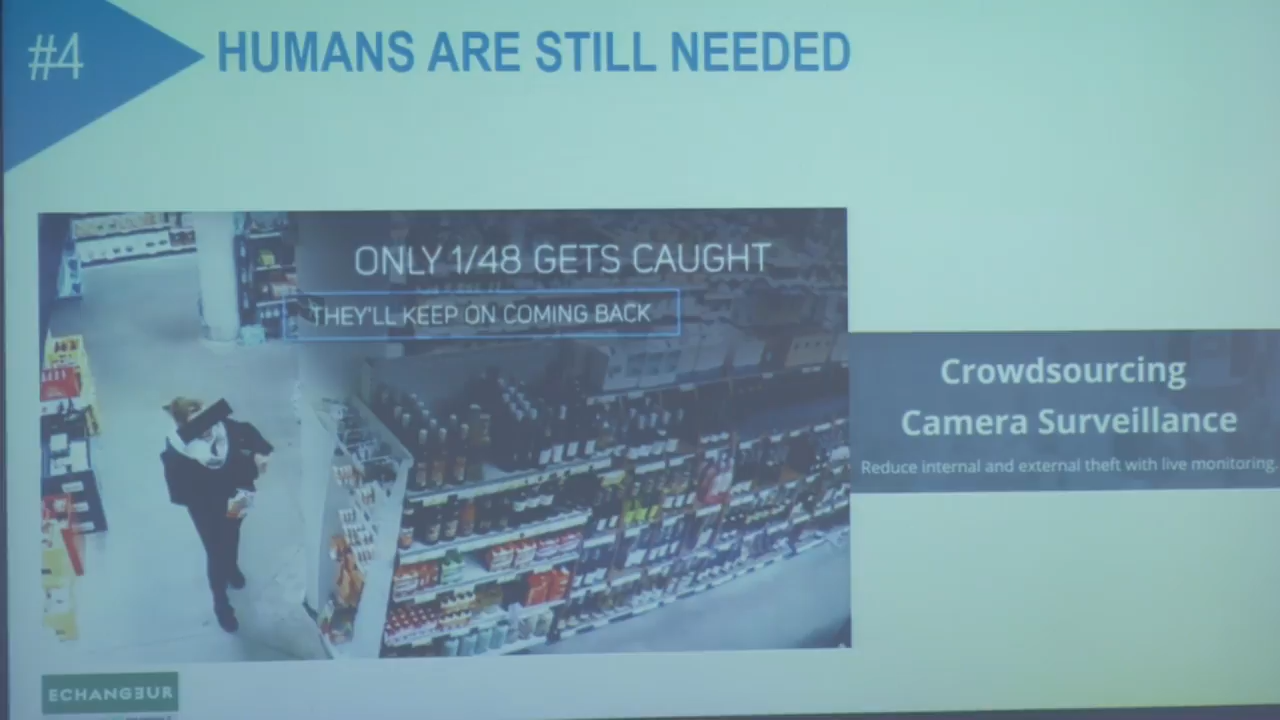 #4
HUMANS ARE STILL NEEDED
ONLY 1/48 GETS CAUGHT
THEY'LL KEEP ON COMING BACK
Crowdsourcing
Camera Surveillance
Reduce internal and external theft with live monitoring.
ECHANGEUR